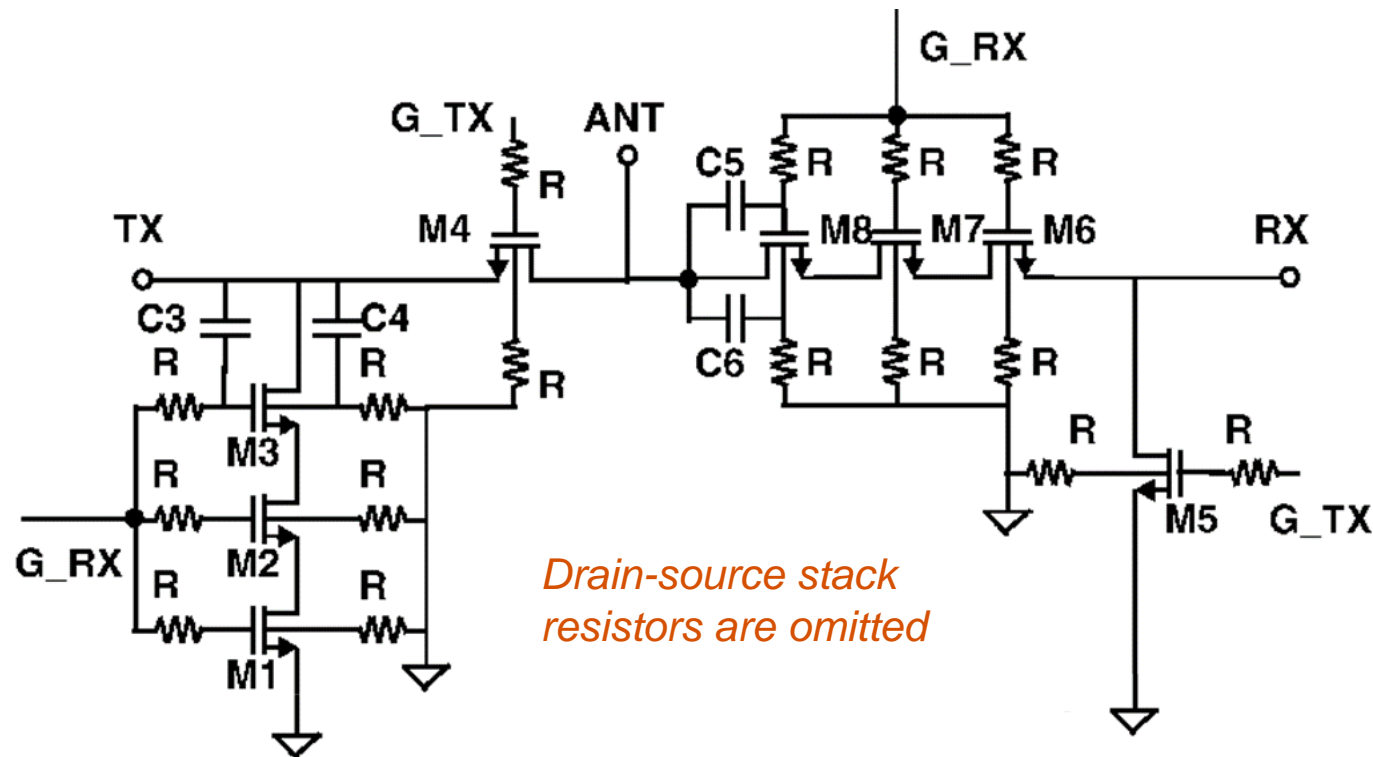 G_RX
G_TX
ANT
R
C5
R
R
R
TX
M4
M8
M7
M6
RX
C3
C4
R
R
R
C6
R
R
R
M3
R
R
R
R
M2
G_RX
M5
G_TX
R
R
M1
Drain-source stack
resistors are omitted